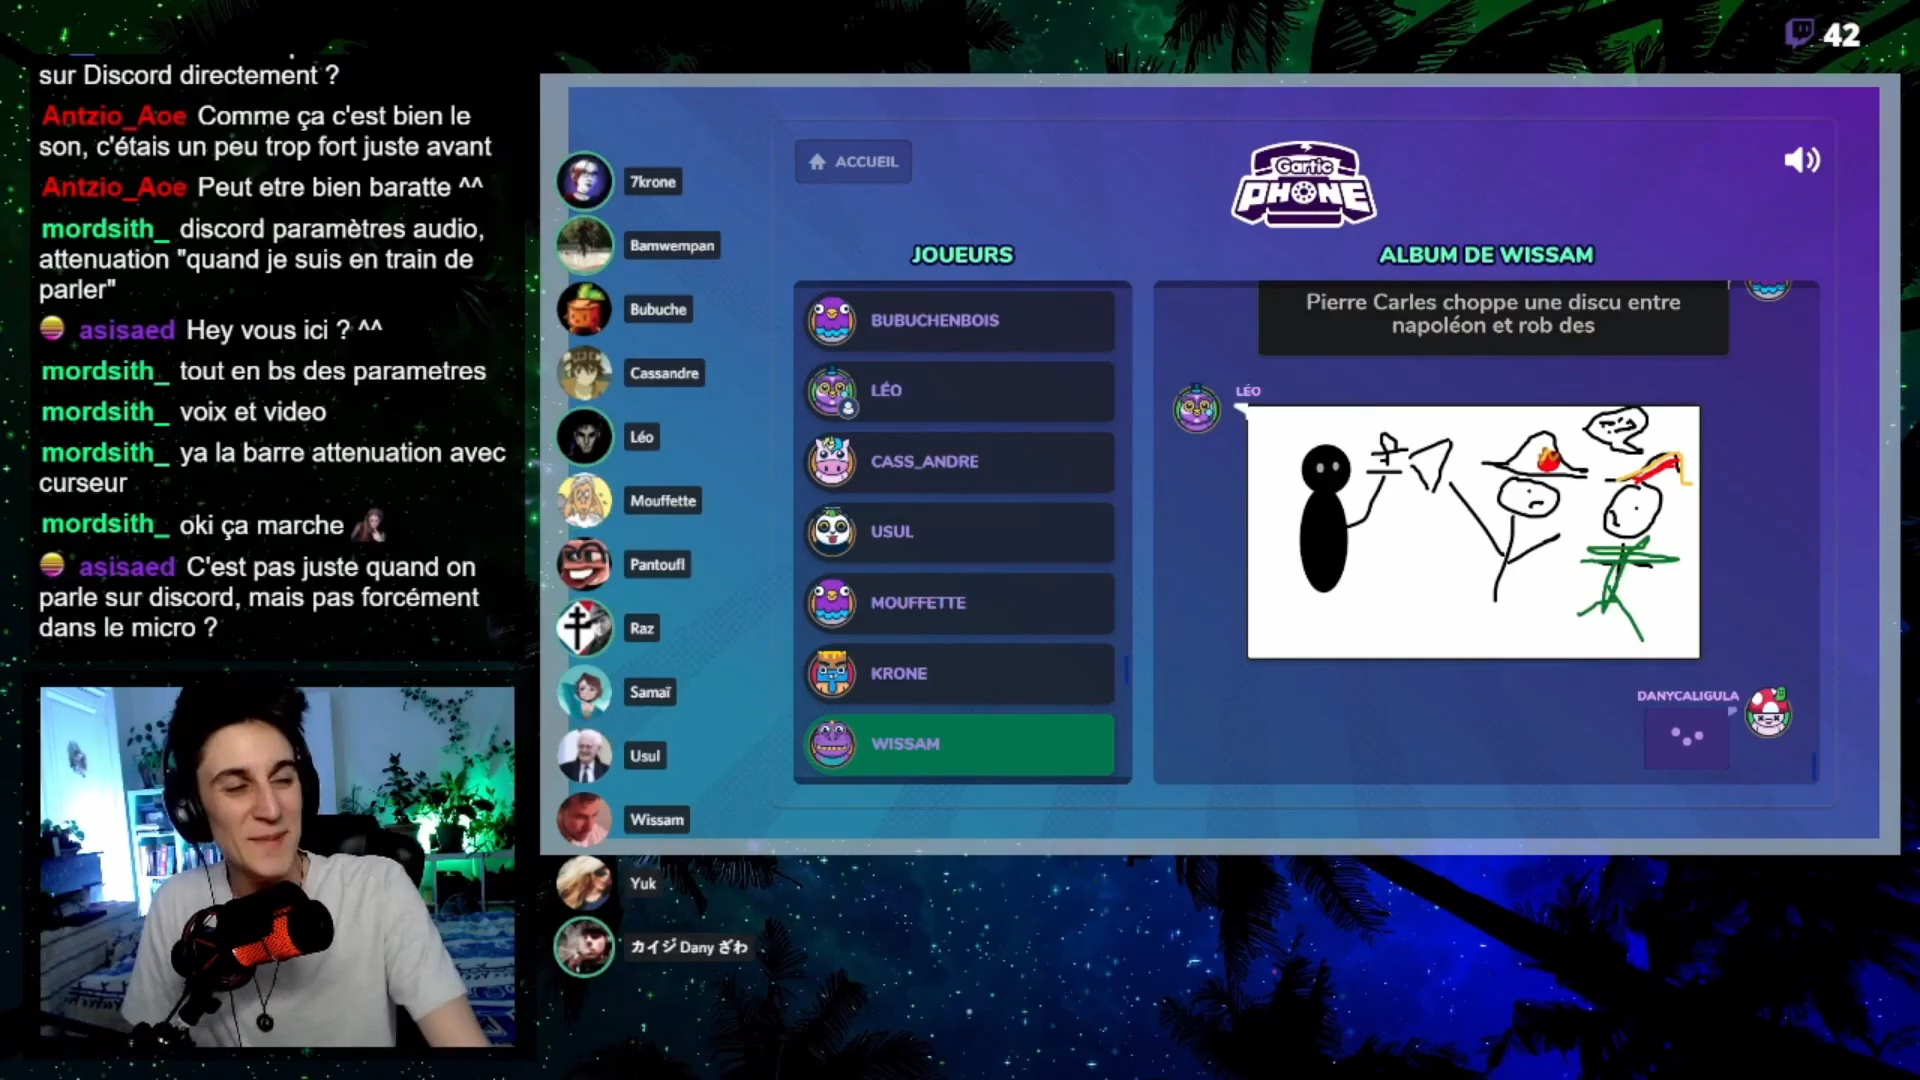 42
sur Discord directement ?
Antzio_Aoe Comme ça c'est bien le
son, c'étais un peu trop fort juste avant
Antzio_Aoe Peut etre bien baratte ^^
mordsith_ discord paramètres audio,
attenuation "quand je suis en train de
parler"
asisaed Hey vous ici ? ^^
mordsith_ tout en bs des parametres
mordsith_ voix et video
mordsith_ ya la barre attenuation avec
curseur
mordsith_ oki ça marche
asisaed C'est pas juste quand on
parle sur discord, mais pas forcément
dans le micro ?
7krone
Bamwempan
Bubuche
Cassandre
Léo
Mouffette
Pantoufl
Raz
Samaï
Usul
Wissam
Yuk
カイジ Dany ざわ
ACCUEIL
Gartic
PHONE
JOUEURS
BUBUCHENBOIS
LÉO
CASS_ANDRE
USUL
MOUFFETTE
KRONE
WISSAM
ALBUM DE WISSAM
Pierre Carles choppe une discu entre
napoléon et rob des
LÉO
DANYCALIGULA